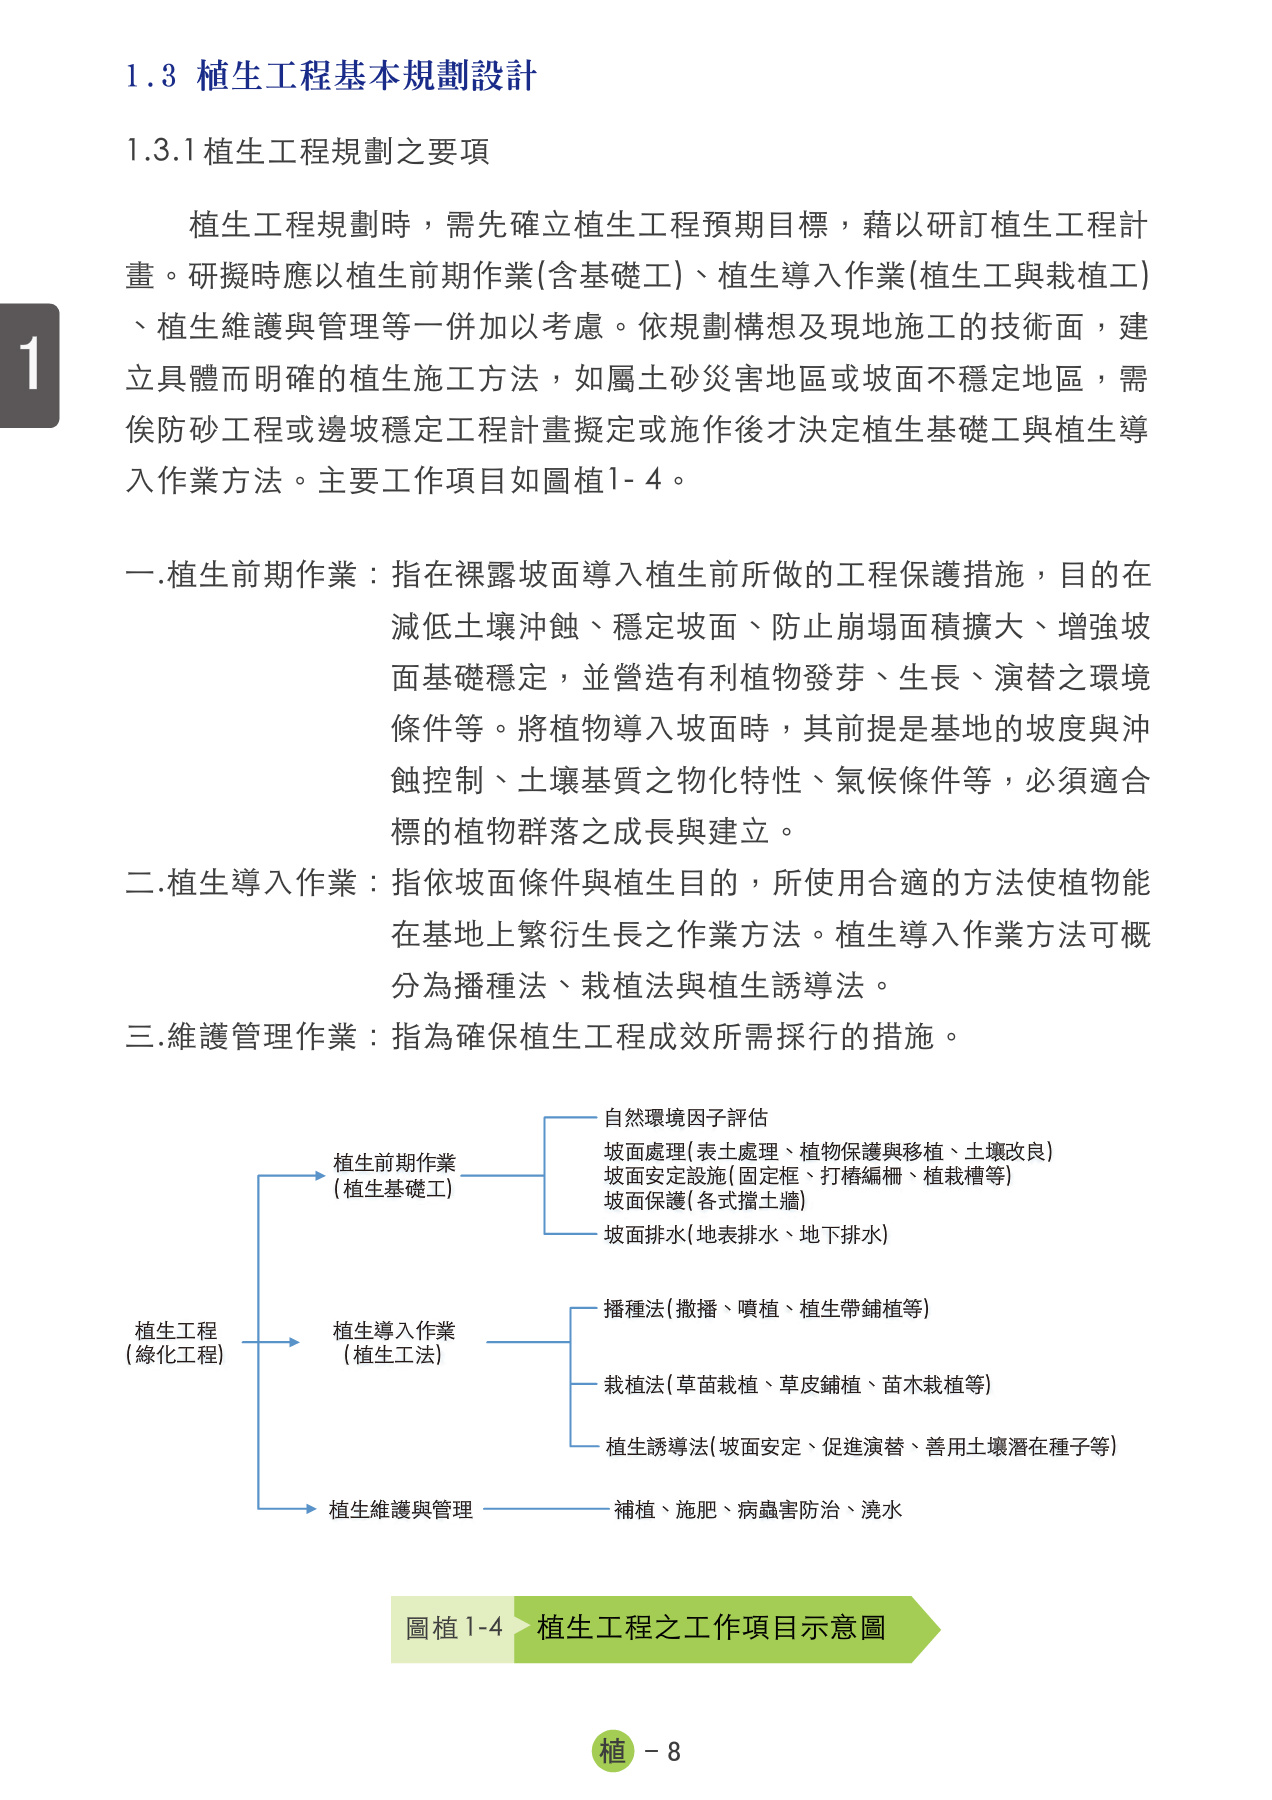 1.3 植生工程基本規劃設計
1.3.1植生工程規劃之要項
植生工程規劃時，需先確立植生工程預期目標，藉以研訂植生工程計
畫。研擬時應以植生前期作業(含基礎工)、植生導入作業(植生工與栽植工)
、植生維護與管理等一併加以考慮。依規劃構想及現地施工的技術面，建
立具體而明確的植生施工方法，如屬土砂災害地區或坡面不穩定地區，需
俟防砂工程或邊坡穩定工程計畫擬定或施作後才決定植生基礎工與植生導
入作業方法。主要工作項目如圖植1- 4。
1
一.植生前期作業：指在裸露坡面導入植生前所做的工程保護措施，目的在
減低土壤沖蝕、穩定坡面、防止崩塌面積擴大、增強坡
面基礎穩定，並營造有利植物發芽、生長、演替之環境
條件等。將植物導入坡面時，其前提是基地的坡度與沖
蝕控制、土壤基質之物化特性、氣候條件等，必須適合
標的植物群落之成長與建立。
二.植生導入作業：指依坡面條件與植生目的，所使用合適的方法使植物能
在基地上繁衍生長之作業方法。植生導入作業方法可概
分為播種法、栽植法與植生誘導法。
三.維護管理作業：指為確保植生工程成效所需採行的措施。
植生工程
(綠化工程)
植生前期作業
(植生基礎工)
自然環境因子評估
坡面處理(表土處理、植物保護與移植、土壤改良)
坡面安定設施(固定框、打樁編柵、植栽槽等)
坡面保護(各式擋土牆)
坡面排水(地表排水、地下排水)
植生導入作業
(植生工法)
播種法(撒播、噴植、植生帶鋪植等)
栽植法(草苗栽植、草皮鋪植、苗木栽植等)
植生誘導法(坡面安定、促進演替、善用土壤潛在種子等)
植生維護與管理
補植、施肥、病蟲害防治、澆水
圖植1-4 植生工程之工作項目示意圖
植 – 8